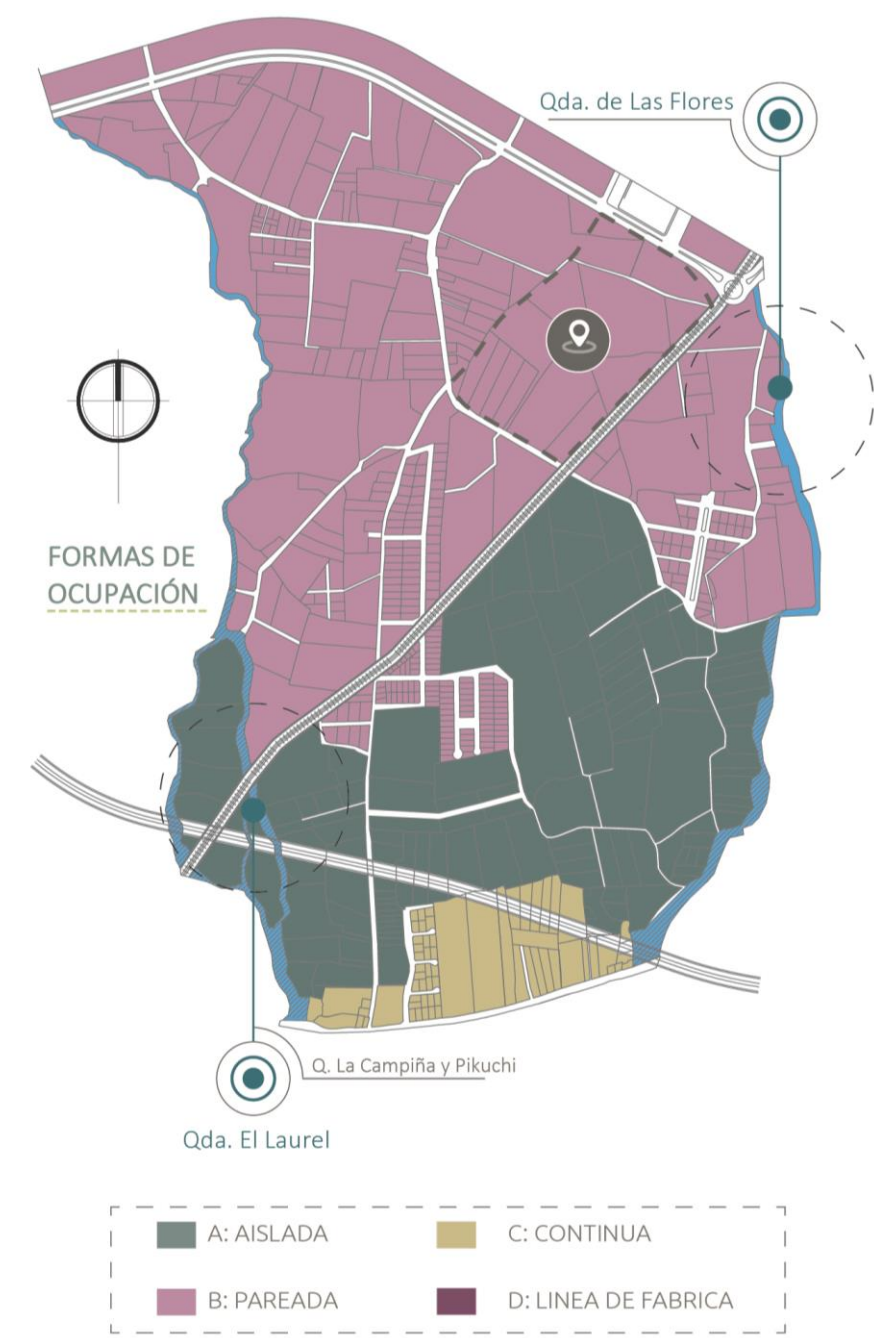 Qda. de Las Flores
FORMAS DE
OCUPACIÓN
Q. La Campiña y Pikuchi
Qda. El Laurel
A: AISLADA
C: CONTINUA
B: PAREADA
D: LINEA DE FABRICA